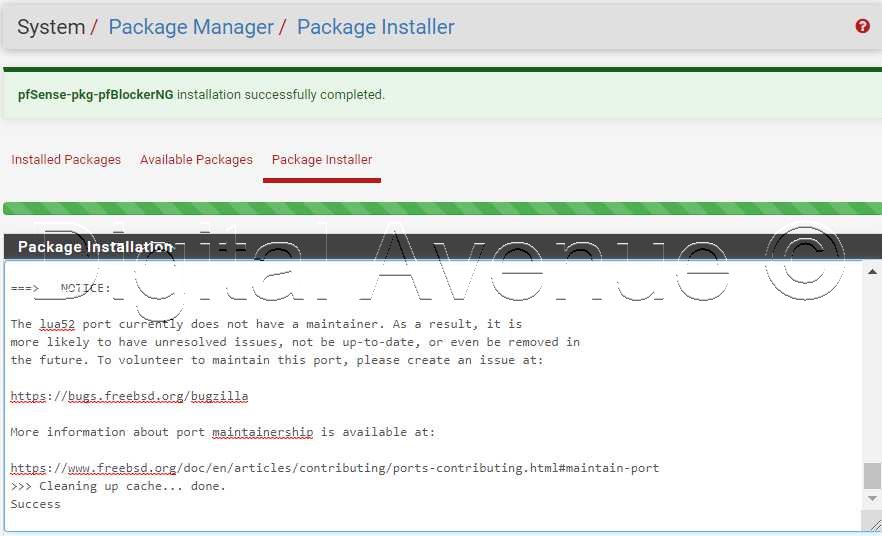 System / Package Manager / Package Installer
?
pfSense-pkg-pfBlockerNG installation successfully completed.
Installed Packages Available Packages Package Installer
Digital Avenue ©
Package Installation
===> NOTICE:
The lua52 port currently does not have a maintainer. As a result, it is
more likely to have unresolved issues, not be up-to-date, or even be removed in
the future. To volunteer to maintain this port, please create an issue at:
https://bugs.freebsd.org/bugzilla
More information about port maintainership is available at:
https://www.freebsd.org/doc/en/articles/contributing/ports-contributing.html#maintain-port
>>> Cleaning up cache... done.
Success